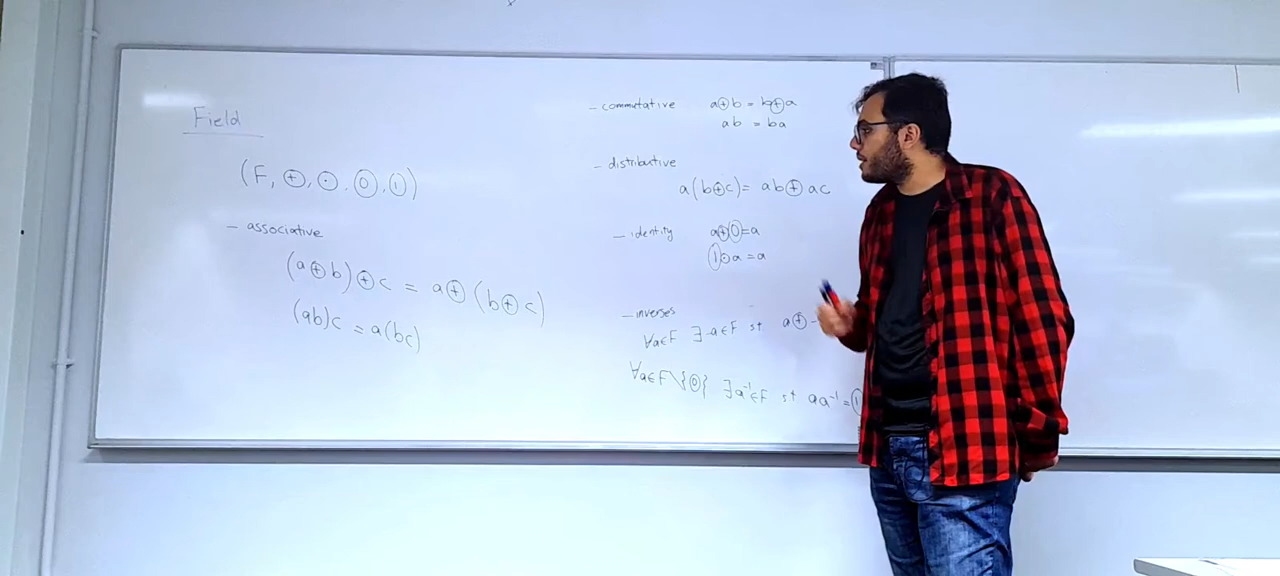 Field
(F, ⊕, ⊙, ⓪, ①)
- associative
(a⊕b)⊕c = a⊕(b⊕c)
(ab)c = a(bc)
- commutative a⊕b = b⊕a
ab = ba
- distributive
a(b⊕c) = ab⊕ac
- identity a⊕⓪=a
①⊙a = a
- inverses
∀a∈F ∃-a∈F st a⊕-
∀a∈F\{⓪} ∃a⁻¹∈F st aa⁻¹=①